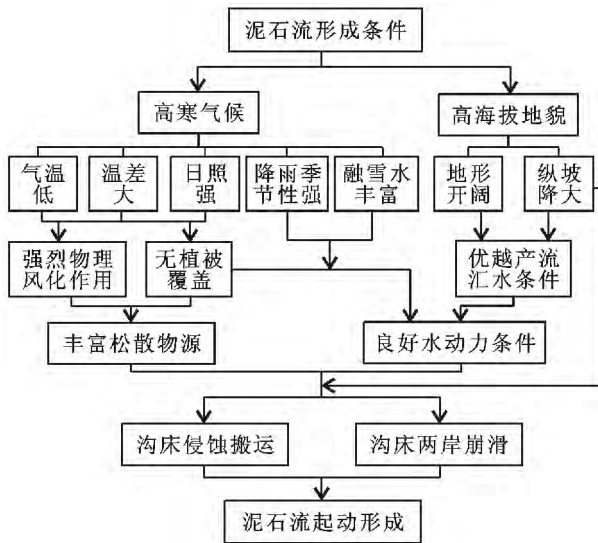 泥石流形成条件
高寒气候
高海拔地貌
气温
低
温差
大
日照
强
降雨季
节性强
融雪水
丰富
地形
开阔
纵坡
降大
强烈物理
风化作用
无植被
覆盖
优越产流
汇水条件
丰富松散物源
良好水动力条件
沟床侵蚀搬运
沟床两岸崩滑
泥石流起动形成